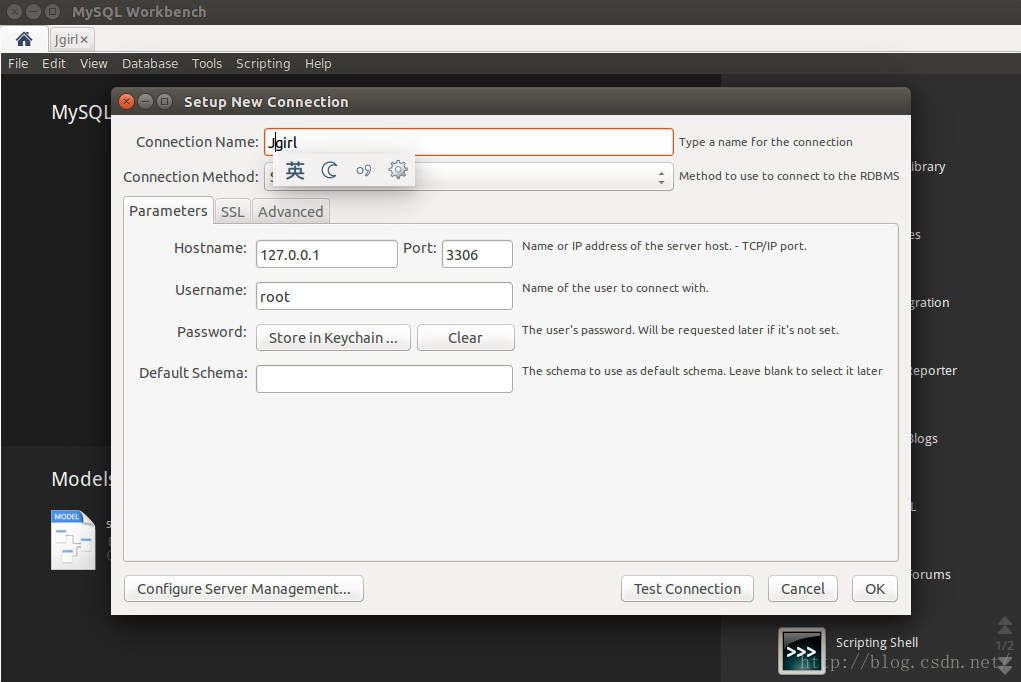 MySQL Workbench
Jgirl×
File Edit View Database Tools Scripting Help
MySQL
Setup New Connection
Connection Name: Jgirl Type a name for the connection
英
Connection Method: Method to use to connect to the RDBMS
ibrary
Parameters SSL Advanced
es
Hostname: 127.0.0.1 Port: 3306 Name or IP address of the server host. - TCP/IP port.
Username: root Name of the user to connect with.
gration
Password: Store in Keychain ... Clear The user's password. Will be requested later if it's not set.
Default Schema: The schema to use as default schema. Leave blank to select it later
eporter
Blogs
Models
MODEL
L
orums
Configure Server Management... Test Connection Cancel OK
Scripting Shell
1/2
>>>
http://blog.csdn.net/